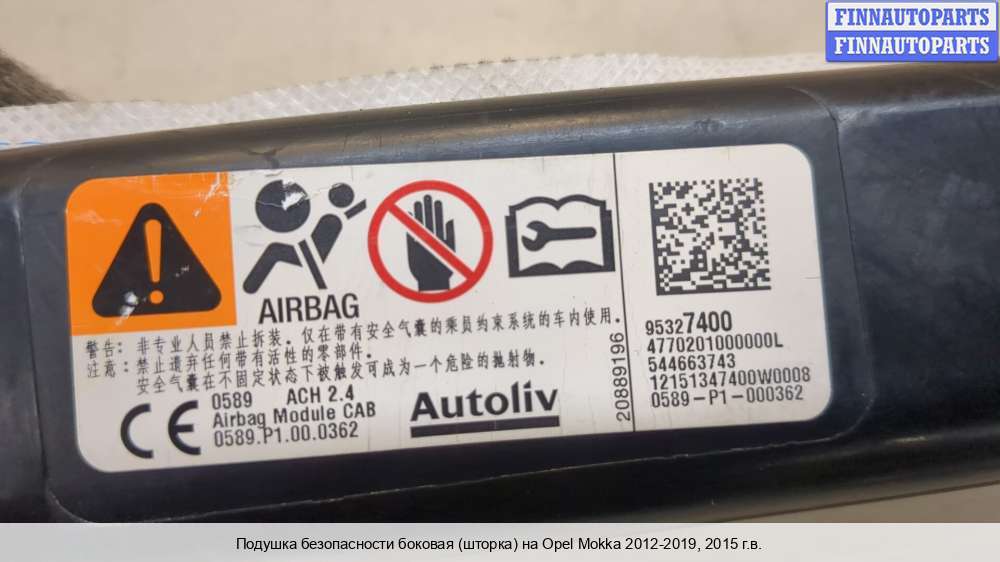 FINNAUTOPARTS
FINNAUTOPARTS
AIRBAG
警告: 非专业人员禁止拆装。仅在带有安全气囊的乘员约束系统的车内使用.
注意: 禁止遗弃任何带有活性的零部件.
安全气囊在不固定状态下被触发可成为一个危险的抛射物.
CE
0589 ACH 2.4
Airbag Module CAB
0589.P1.00.0362
Autoliv
20889196
95327400
4770201000000L
544663743
12151347400W0008
0589-P1-000362
Подушка безопасности боковая (шторка) на Opel Mokka 2012-2019, 2015 г.в.